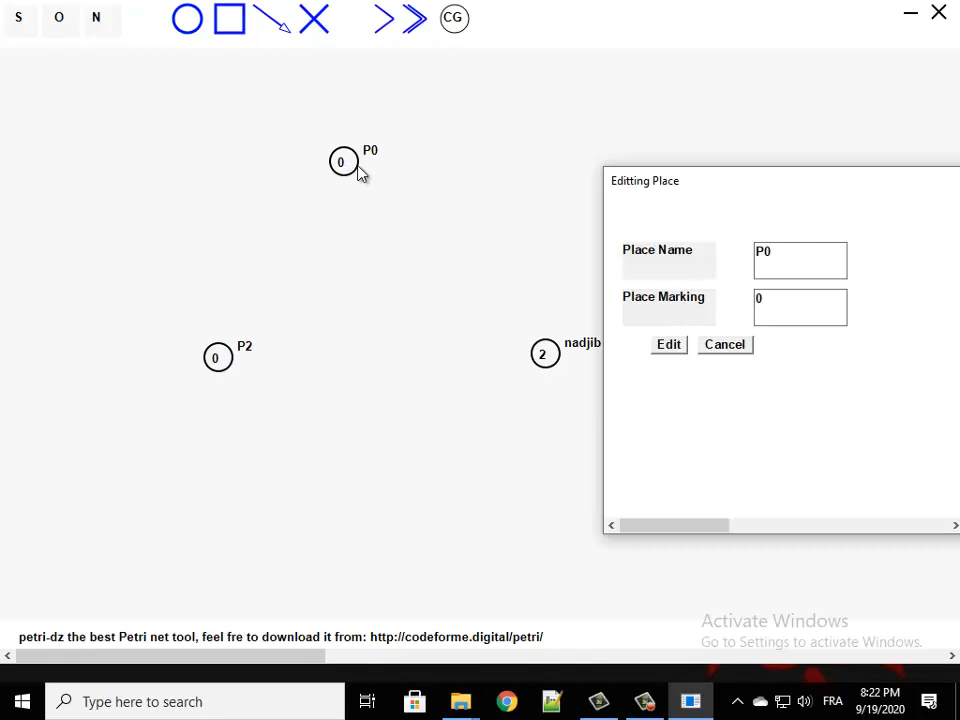 S O N CG
P0
0
Editting Place
Place Name P0
Place Marking 0
Edit Cancel
P2
0
nadjib
2
Activate Windows
Go to Settings to activate Windows.
petri-dz the best Petri net tool, feel fre to download it from: http://codeforme.digital/petri/
Type here to search
FRA
8:22 PM
9/19/2020